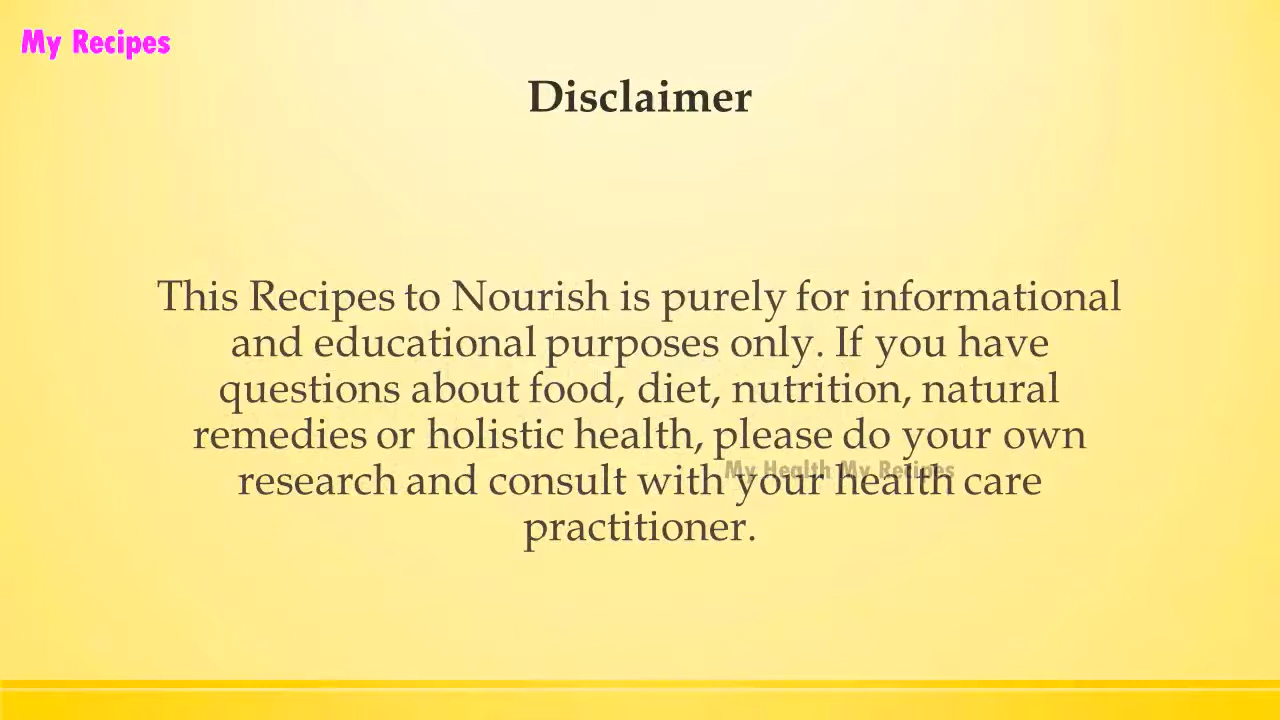 My Recipes
Disclaimer
This Recipes to Nourish is purely for informational
and educational purposes only. If you have
questions about food, diet, nutrition, natural
remedies or holistic health, please do your own
My Health My Recipes
research and consult with your health care
practitioner.